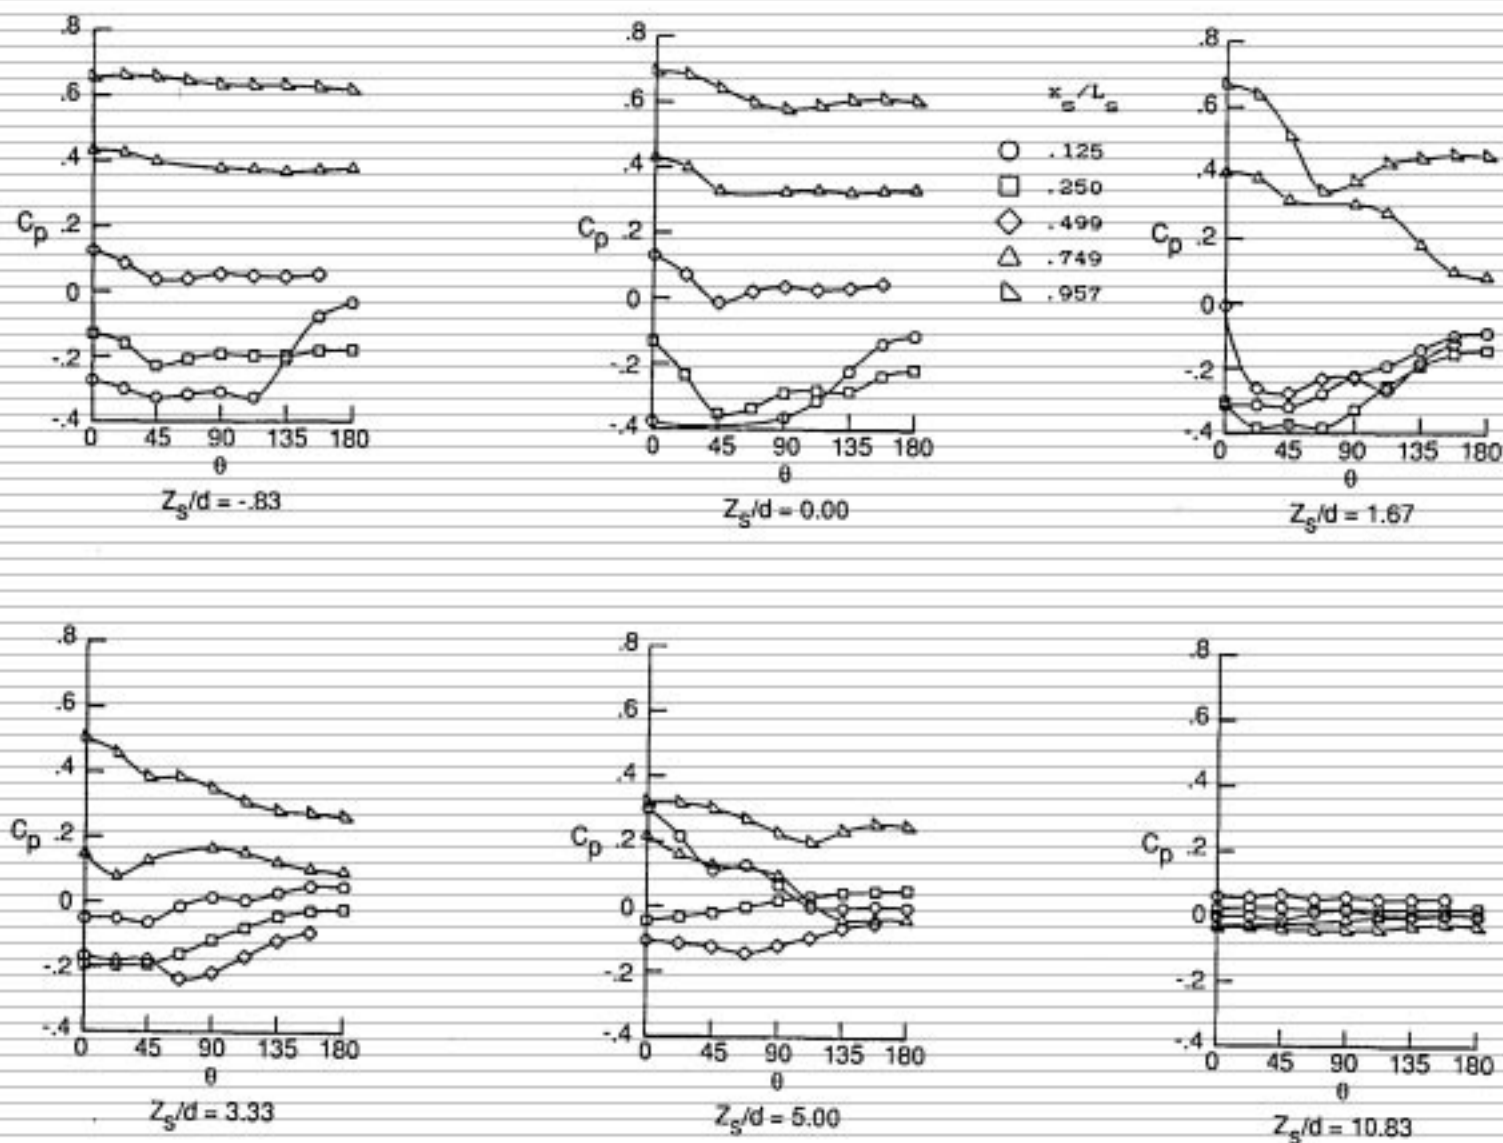 .8
.6
.4
Cp .2
0
-.2
-.4
0 45 90 135 180
θ
Zs/d = -.83
.8
.6
.4
Cp .2
0
-.2
-.4
0 45 90 135 180
θ
Zs/d = 0.00
xs/Ls
.125
.250
.499
.749
.957
.8
.6
.4
Cp .2
0
-.2
-.4
0 45 90 135 180
θ
Zs/d = 1.67
.8
.6
.4
Cp .2
0
-.2
-.4
0 45 90 135 180
θ
Zs/d = 3.33
.8
.6
.4
Cp .2
0
-.2
-.4
0 45 90 135 180
θ
Zs/d = 5.00
.8
.6
.4
Cp .2
0
-.2
-.4
0 45 90 135 180
θ
Zs/d = 10.83